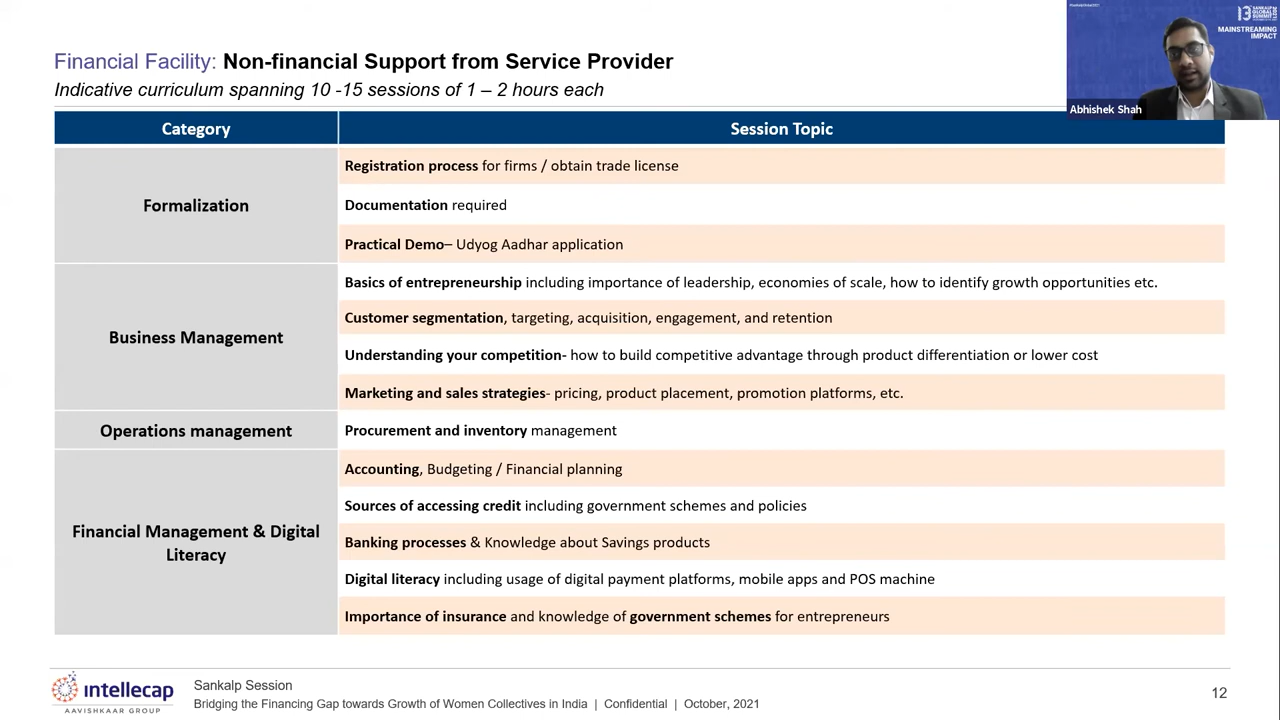 13 SANKALP
GLOBAL
SUMMIT
MAINSTREAMING
IMPACT
Abhishek Shah
Financial Facility: Non-financial Support from Service Provider
Indicative curriculum spanning 10 -15 sessions of 1 – 2 hours each
Category
Session Topic
Formalization
Registration process for firms / obtain trade license
Documentation required
Practical Demo– Udyog Aadhar application
Business Management
Basics of entrepreneurship including importance of leadership, economies of scale, how to identify growth opportunities etc.
Customer segmentation, targeting, acquisition, engagement, and retention
Understanding your competition- how to build competitive advantage through product differentiation or lower cost
Marketing and sales strategies- pricing, product placement, promotion platforms, etc.
Operations management
Procurement and inventory management
Financial Management & Digital
Literacy
Accounting, Budgeting / Financial planning
Sources of accessing credit including government schemes and policies
Banking processes & Knowledge about Savings products
Digital literacy including usage of digital payment platforms, mobile apps and POS machine
Importance of insurance and knowledge of government schemes for entrepreneurs
intellecap
AAVISHKAAR GROUP
Sankalp Session
Bridging the Financing Gap towards Growth of Women Collectives in India | Confidential | October, 2021
12